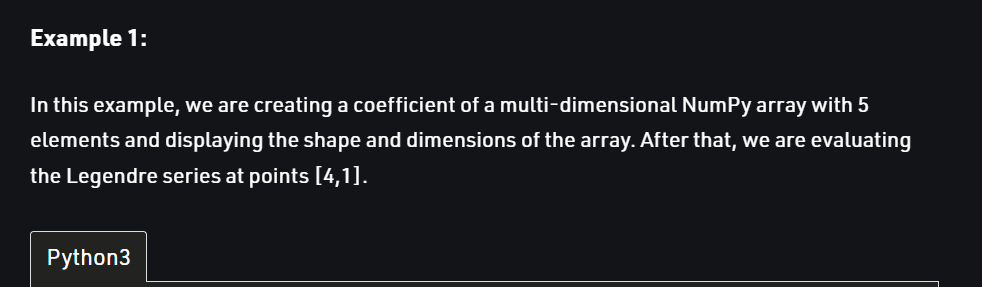 Example 1:
In this example, we are creating a coefficient of a multi-dimensional NumPy array with 5
elements and displaying the shape and dimensions of the array. After that, we are evaluating
the Legendre series at points [4,1].
Python3